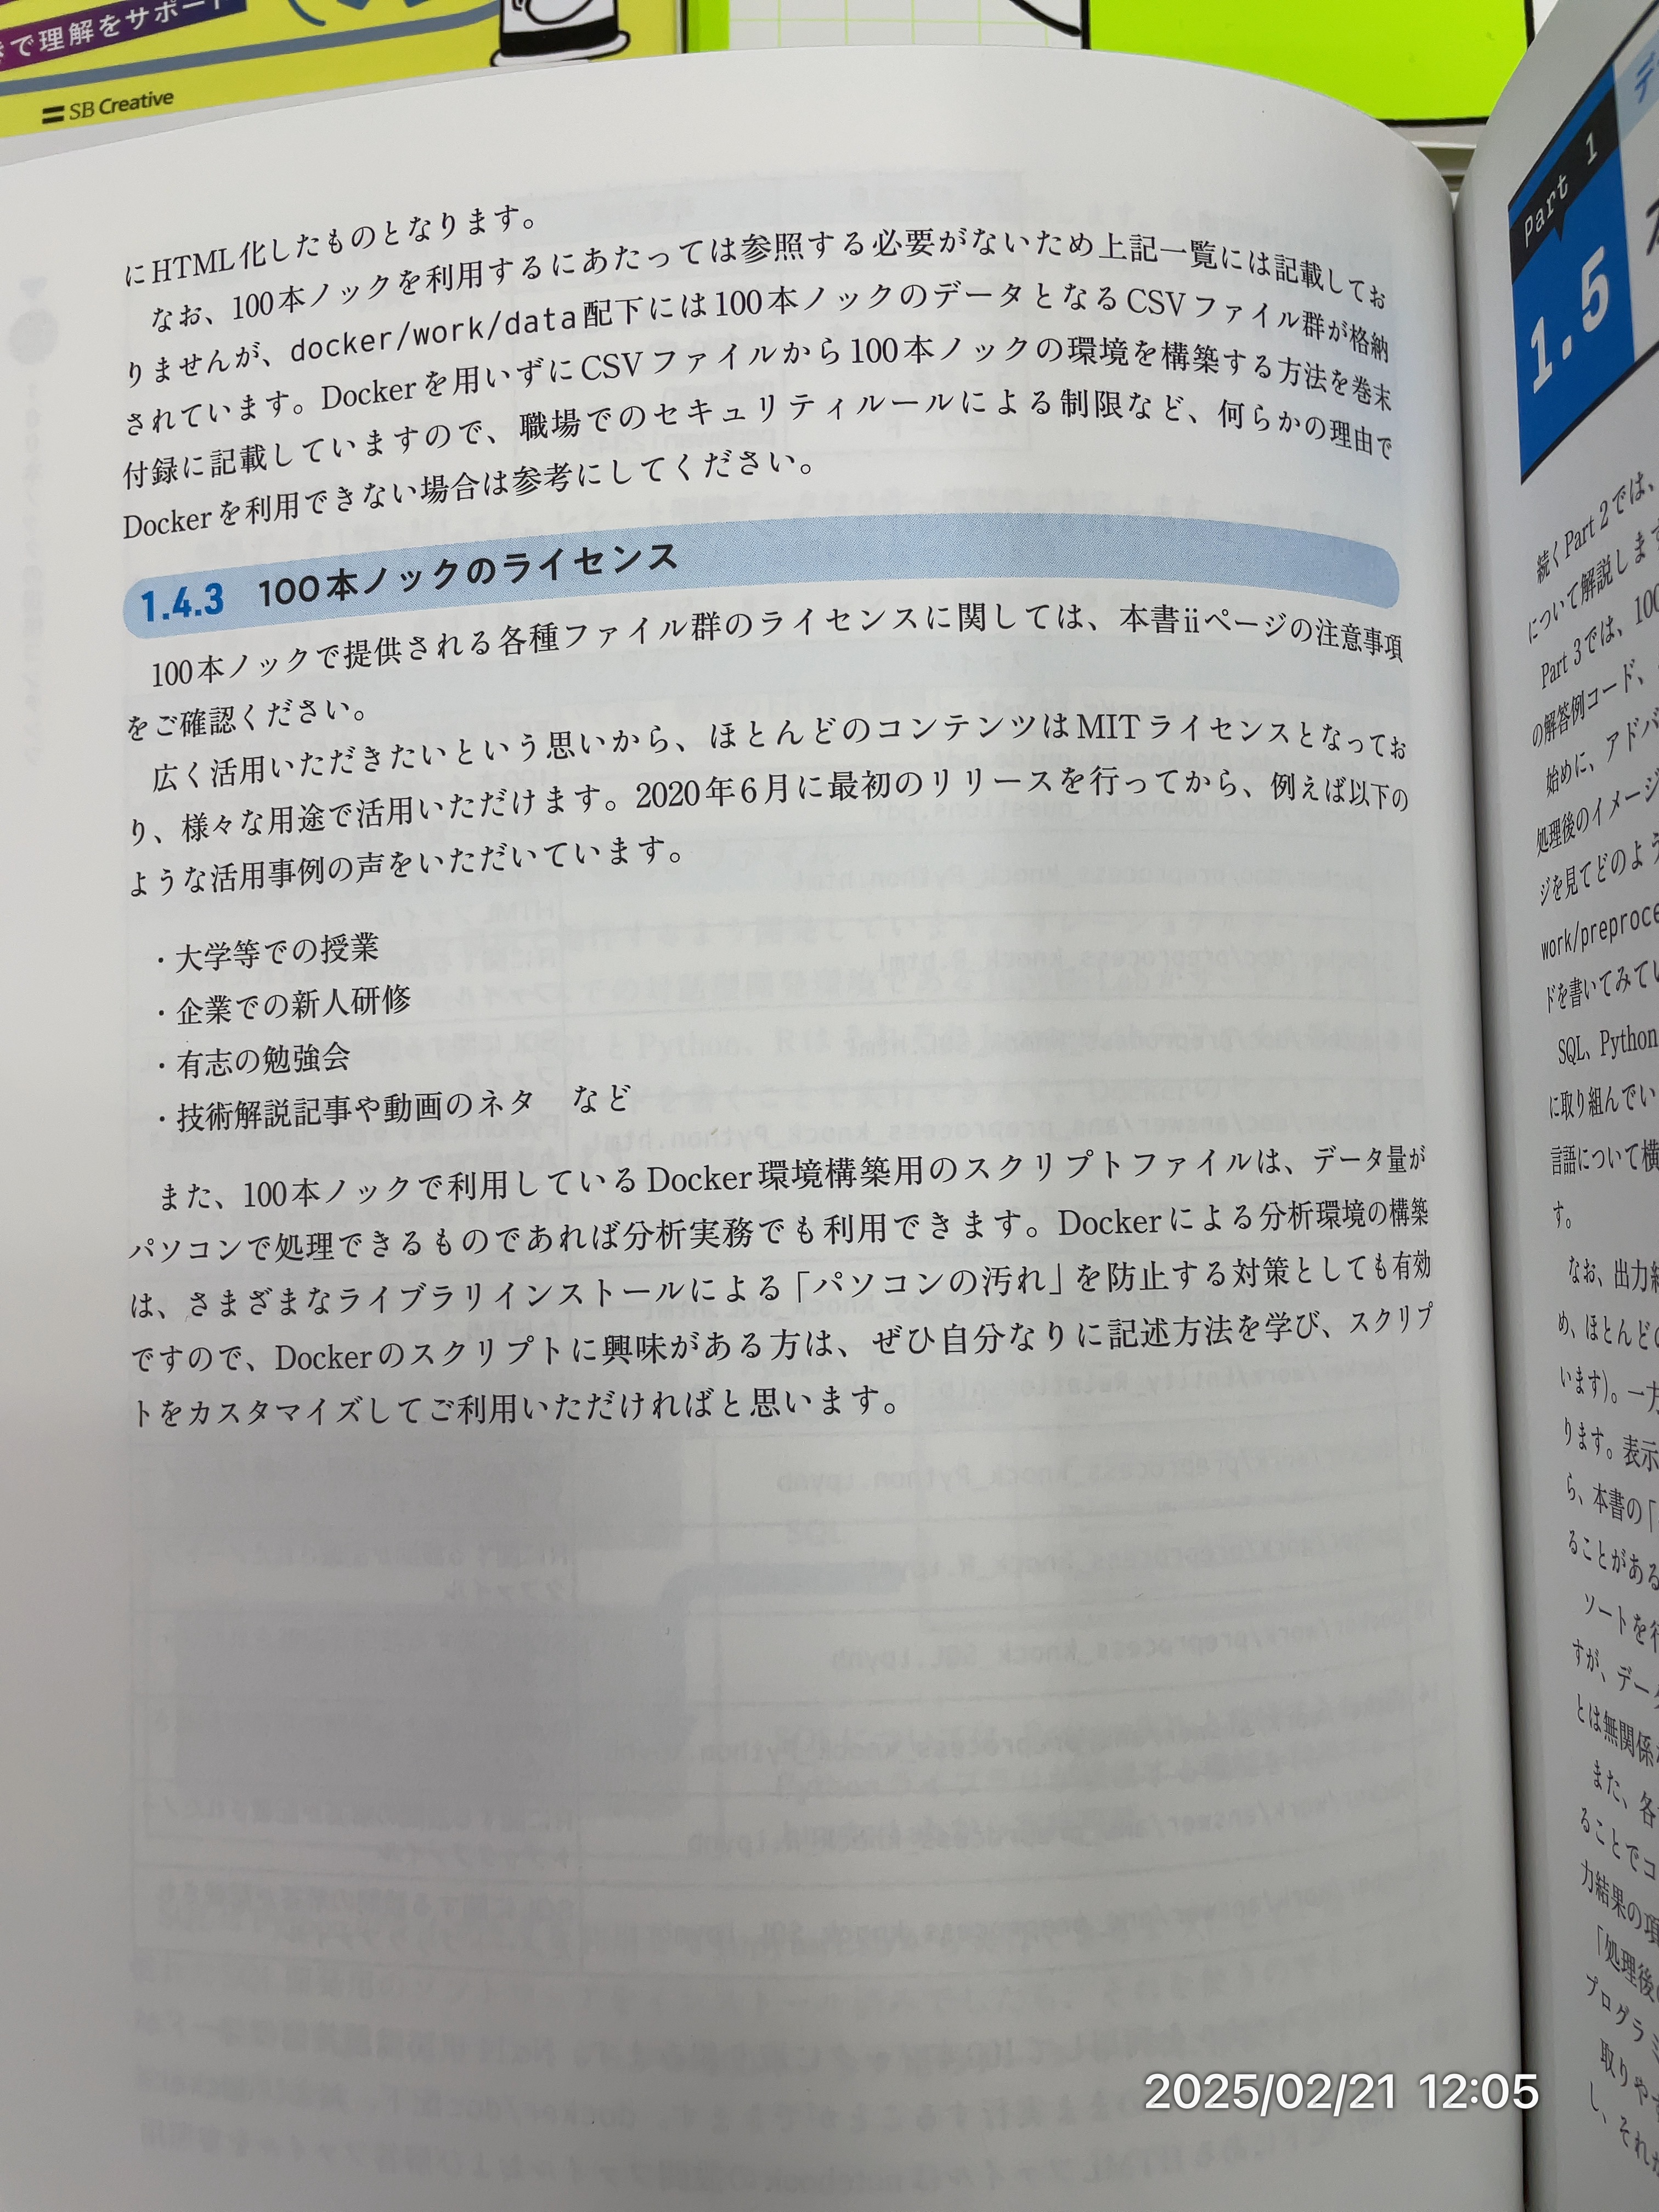 きで理解をサポート
SB Creative
にHTML化したものとなります。
なお、100本ノックを利用するにあたっては参照する必要がないため上記一覧には記載してお
りませんが、docker/work/data配下には100本ノックのデータとなるCSVファイル群が格納
されています。Dockerを用いずにCSVファイルから100本ノックの環境を構築する方法を巻末
付録に記載していますので、職場でのセキュリティルールによる制限など、何らかの理由で
Dockerを利用できない場合は参考にしてください。
1.4.3 100本ノックのライセンス
100本ノックで提供される各種ファイル群のライセンスに関しては、本書iiページの注意事項
をご確認ください。
広く活用いただきたいという思いから、ほとんどのコンテンツはMITライセンスとなってお
り、様々な用途で活用いただけます。2020年6月に最初のリリースを行ってから、例えば以下の
ような活用事例の声をいただいています。
・大学等での授業
・企業での新人研修
・有志の勉強会
・技術解説記事や動画のネタ　など
また、100本ノックで利用しているDocker環境構築用のスクリプトファイルは、データ量が
パソコンで処理できるものであれば分析実務でも利用できます。Dockerによる分析環境の構築
は、さまざまなライブラリインストールによる「パソコンの汚れ」を防止する対策としても有効
ですので、Dockerのスクリプトに興味がある方は、ぜひ自分なりに記述方法を学び、スクリプ
トをカスタマイズしてご利用いただければと思います。
Part 1
1.5
続くPart 2では、
について解説します
Part 3では、100
の解答例コード、
始めに、アドバ
処理後のイメージ
ジを見てどのよう
work/preproce
ドを書いてみてい
SQL、Python
に取り組んでい
言語について横
す。
なお、出力結
め、ほとんどの
います)。一方
ります。表示
ら、本書の「
ることがある
ソートを行
すが、データ
とは無関係な
また、各
ることでコ
力結果の項
「処理後の
プログラミ
取りやす
し、それが
2025/02/21 12:05